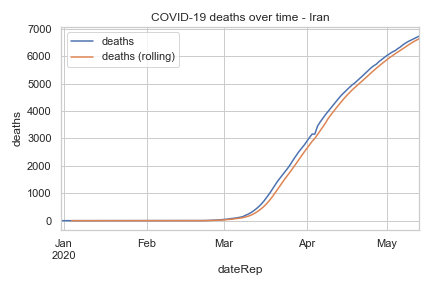 COVID-19 deaths over time - Iran
deaths
deaths (rolling)
7000
6000
5000
4000
3000
2000
1000
0
deaths
Jan
2020
Feb
Mar
Apr
May
dateRep